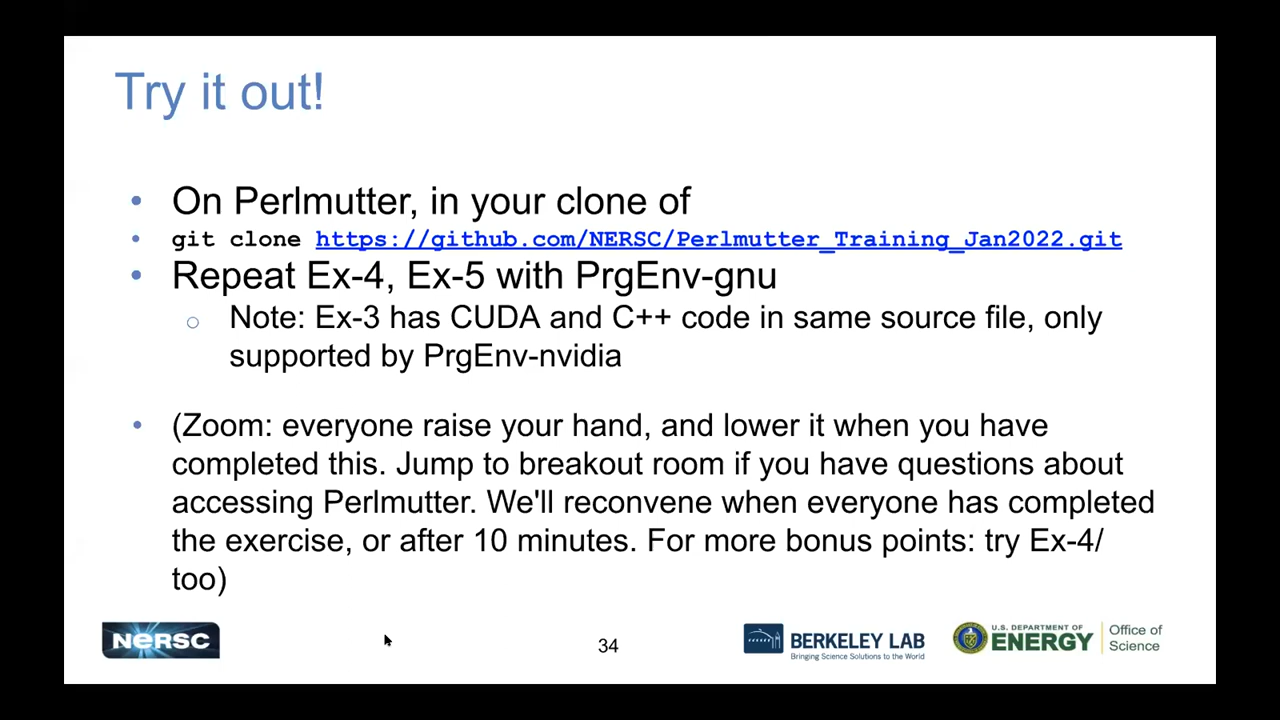 Try it out!
On Perlmutter, in your clone of
git clone https://github.com/NERSC/Perlmutter_Training_Jan2022.git
Repeat Ex-4, Ex-5 with PrgEnv-gnu
Note: Ex-3 has CUDA and C++ code in same source file, only
supported by PrgEnv-nvidia
(Zoom: everyone raise your hand, and lower it when you have
completed this. Jump to breakout room if you have questions about
accessing Perlmutter. We'll reconvene when everyone has completed
the exercise, or after 10 minutes. For more bonus points: try Ex-4/
too)
NERSC
34
BERKELEY LAB
Bringing Science Solutions to the World
U.S. DEPARTMENT OF
ENERGY
Office of
Science